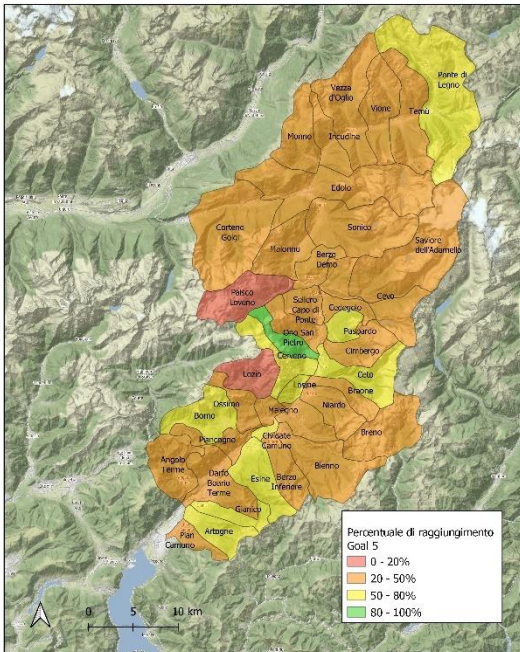 Ponte di
Legno
Vezza
d'Oglio
Vione
Temù
Monno
Incudine
Edolo
Corteno
Golgi
Sonico
Malonno
Saviore
dell'Adamello
Berzo
Demo
Paisco
Loveno
Cevo
Sellero
Cedegolo
Capo di
Ponte
Ono San
Pietro
Paspardo
Cimbergo
Cerveno
Lozio
Ceto
Losine
Braone
Ossimo
Borno
Malegno
Niardo
Breno
Piancogno
Cividate
Camuno
Angolo
Terme
Darfo
Boario
Terme
Esine
Berzo
Inferiore
Bienno
Gianico
Artogne
Pian
Camuno
Percentuale di raggiungimento
Goal 5
0 - 20%
20 - 50%
50 - 80%
80 - 100%
0 5 10 km